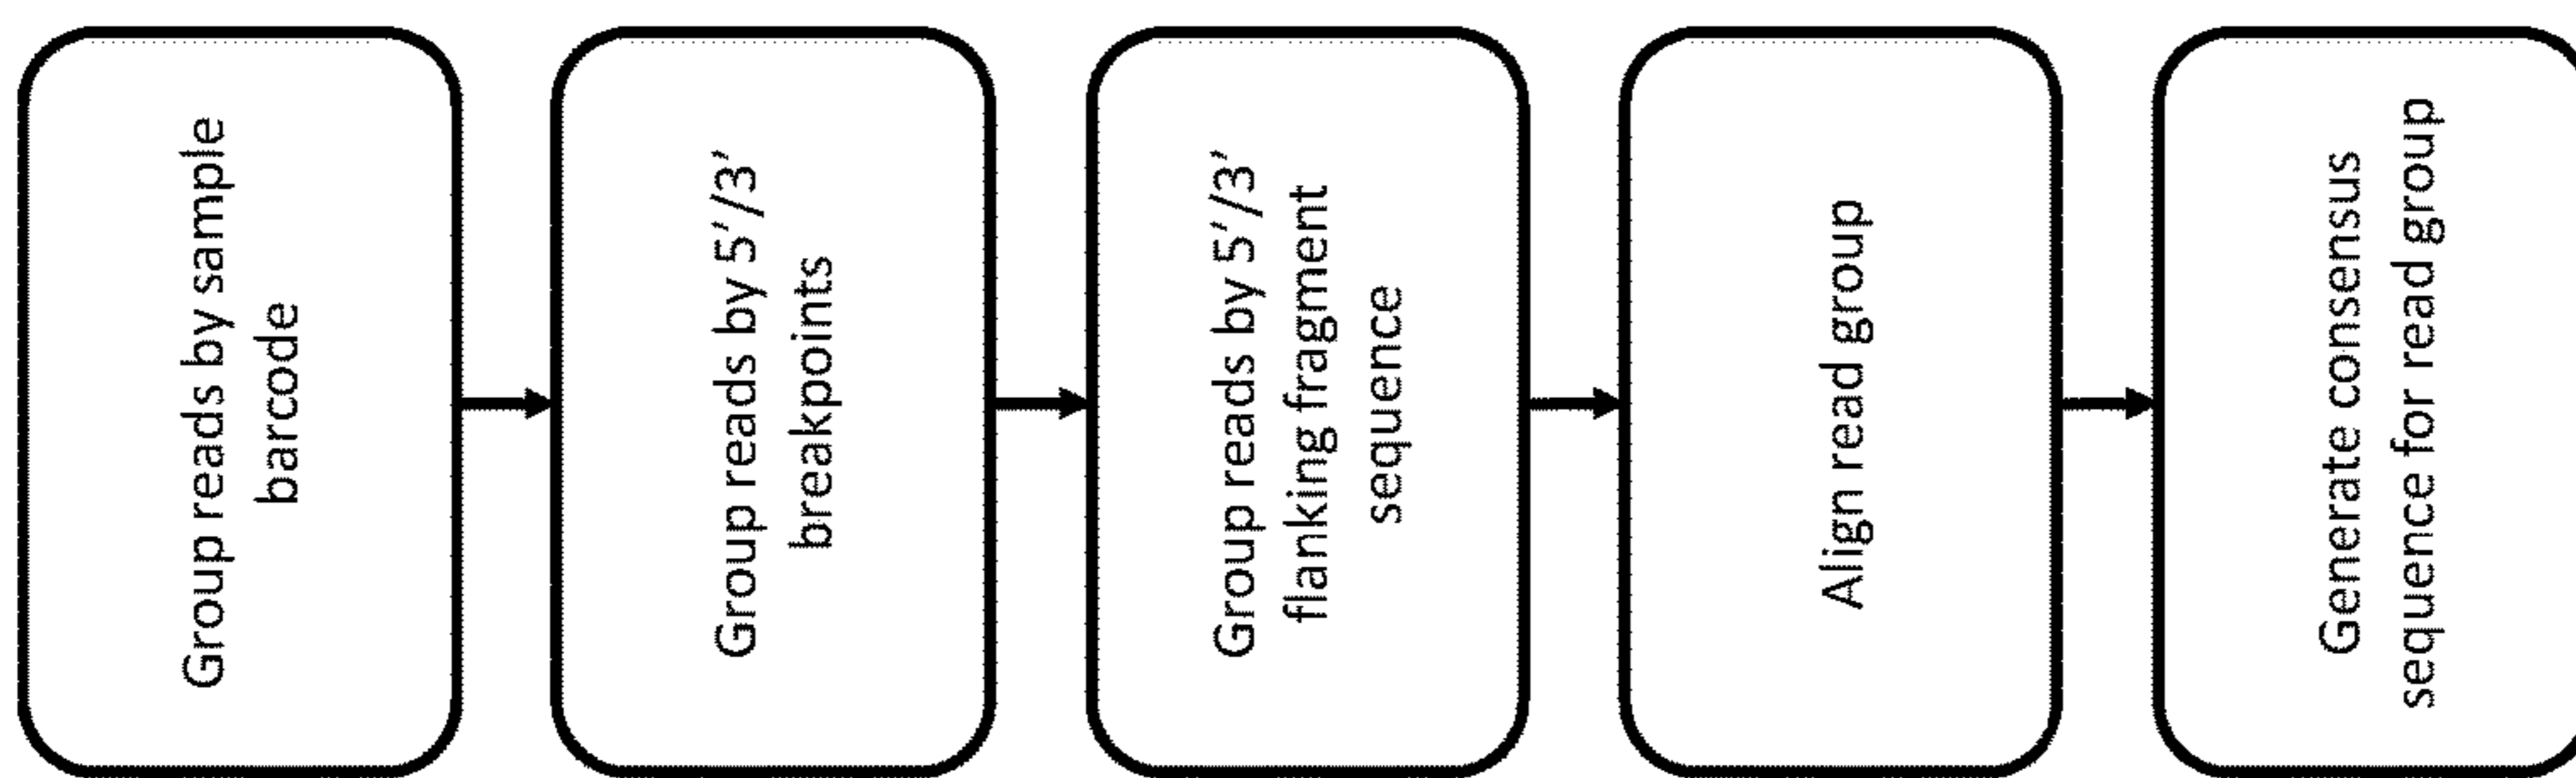 Group reads by sample
barcode
Group reads by 5'/3'
breakpoints
Group reads by 5'/3'
flanking fragment
sequence
Align read group
Generate consensus
sequence for read group